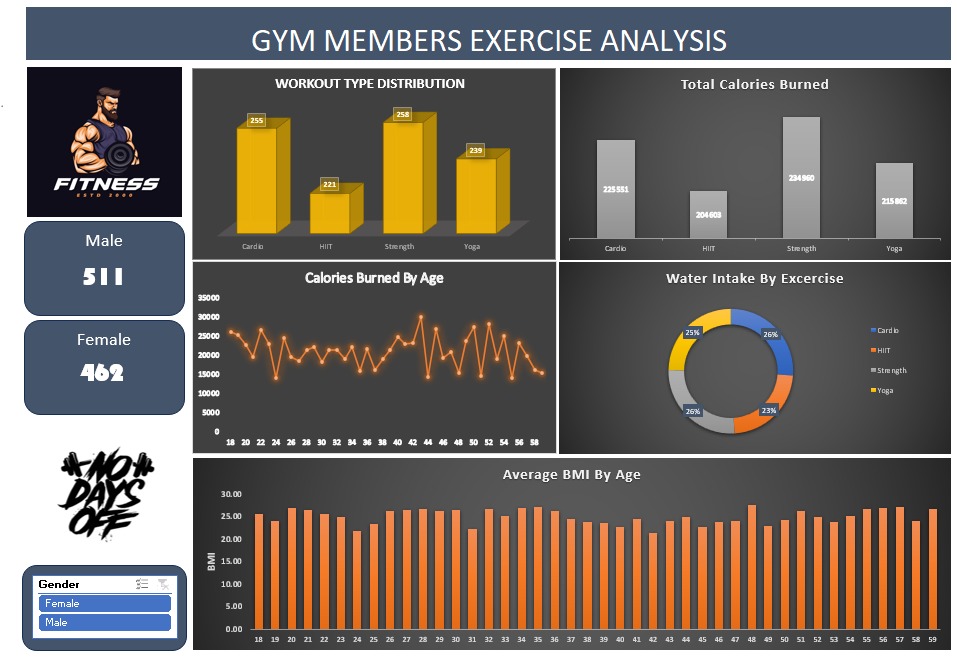 GYM MEMBERS EXERCISE ANALYSIS
FITNESS
ESTD 2000
Male
511
Female
462
NO
DAYS
OFF
Gender
Female
Male
WORKOUT TYPE DISTRIBUTION
255
221
258
239
Cardio HIIT Strength Yoga
Total Calories Burned
225551
204603
234960
215862
Cardio HIIT Strength Yoga
Calories Burned By Age
35000
30000
25000
20000
15000
10000
5000
0
18 20 22 24 26 28 30 32 34 36 38 40 42 44 46 48 50 52 54 56 58
Water Intake By Excercise
25% 26%
26% 23%
Cardio
HIIT
Strength
Yoga
Average BMI By Age
BMI
30.00
25.00
20.00
15.00
10.00
5.00
0.00
18 19 20 21 22 23 24 25 26 27 28 29 30 31 32 33 34 35 36 37 38 39 40 41 42 43 44 45 46 47 48 49 50 51 52 53 54 55 56 57 58 59